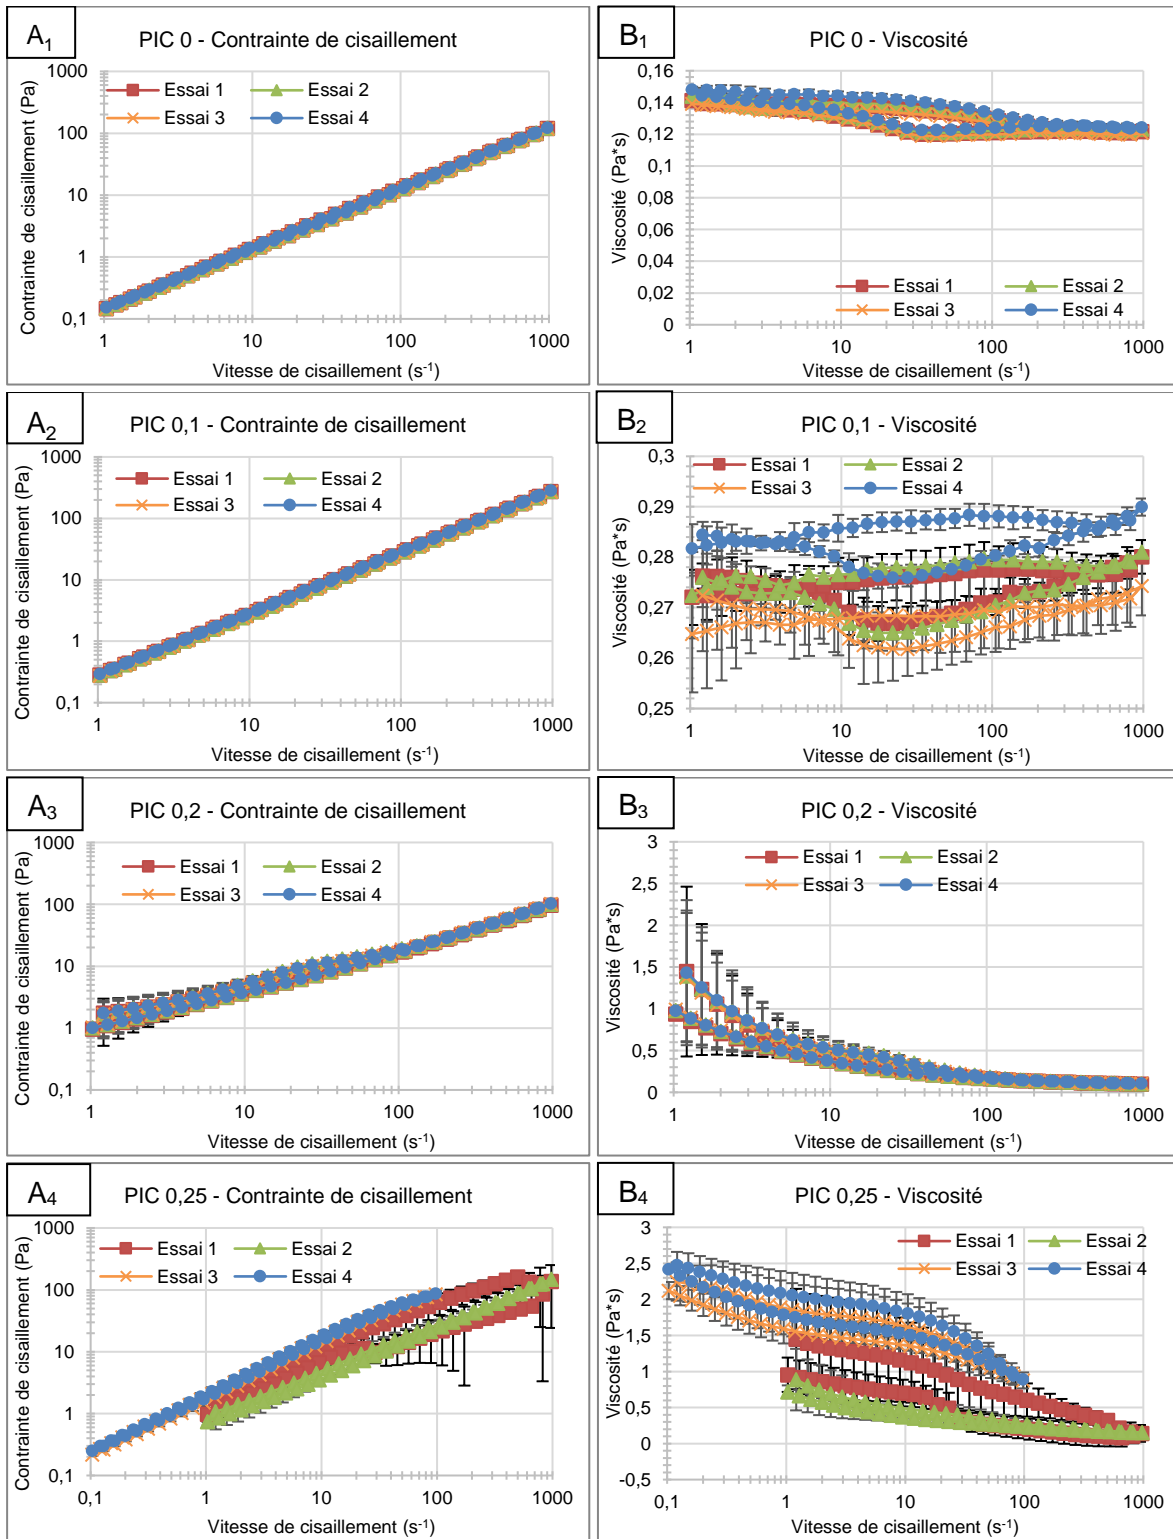 A1
PIC 0 - Contrainte de cisaillement
Contrainte de cisaillement (Pa)
1000
100
10
1
0,1
Essai 1 Essai 2
Essai 3 Essai 4
1 10 100 1000
Vitesse de cisaillement (s-1)
B1
PIC 0 - Viscosité
Viscosité (Pa*s)
0,16
0,14
0,12
0,1
0,08
0,06
0,04
0,02
0
Essai 1 Essai 2
Essai 3 Essai 4
1 10 100 1000
Vitesse de cisaillement (s-1)
A2
PIC 0,1 - Contrainte de cisaillement
Contrainte de cisaillement (Pa)
1000
100
10
1
0,1
Essai 1 Essai 2
Essai 3 Essai 4
1 10 100 1000
Vitesse de cisaillement (s-1)
B2
PIC 0,1 - Viscosité
Viscosité (Pa*s)
0,3
0,29
0,28
0,27
0,26
0,25
Essai 1 Essai 2
Essai 3 Essai 4
1 10 100 1000
Vitesse de cisaillement (s-1)
A3
PIC 0,2 - Contrainte de cisaillement
Contrainte de cisaillement (Pa)
1000
100
10
1
0,1
Essai 1 Essai 2
Essai 3 Essai 4
1 10 100 1000
Vitesse de cisaillement (s-1)
B3
PIC 0,2 - Viscosité
Viscosité (Pa*s)
3
2,5
2
1,5
1
0,5
0
Essai 1 Essai 2
Essai 3 Essai 4
1 10 100 1000
Vitesse de cisaillement (s-1)
A4
PIC 0,25 - Contrainte de cisaillement
Contrainte de cisaillement (Pa)
1000
100
10
1
0,1
Essai 1 Essai 2
Essai 3 Essai 4
0,1 1 10 100 1000
Vitesse de cisaillement (s-1)
B4
PIC 0,25 - Viscosité
Viscosité (Pa*s)
3
2,5
2
1,5
1
0,5
0
-0,5
Essai 1 Essai 2
Essai 3 Essai 4
0,1 1 10 100 1000
Vitesse de cisaillement (s-1)